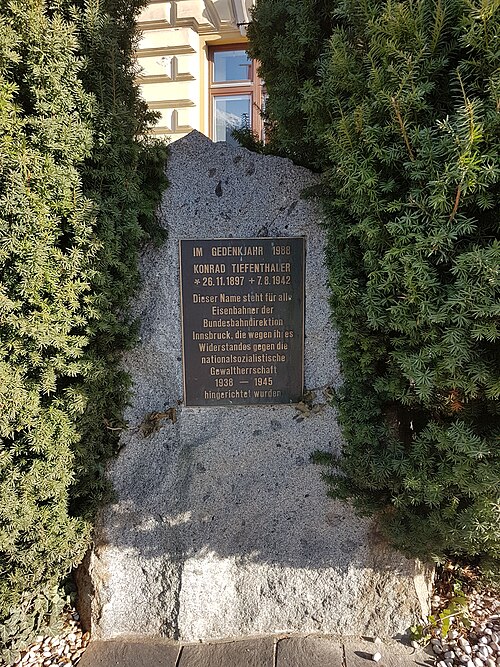 IM GEDENKJAHR 1988
KONRAD TIEFENTHALER
* 26.11.1897 + 7.8.1942
Dieser Name steht für alle
Eisenbahner der
Bundesbahndirektion
Innsbruck, die wegen ihres
Widerstandes gegen die
nationalsozialistische
Gewaltherrschaft
1938 — 1945
hingerichtet wurden